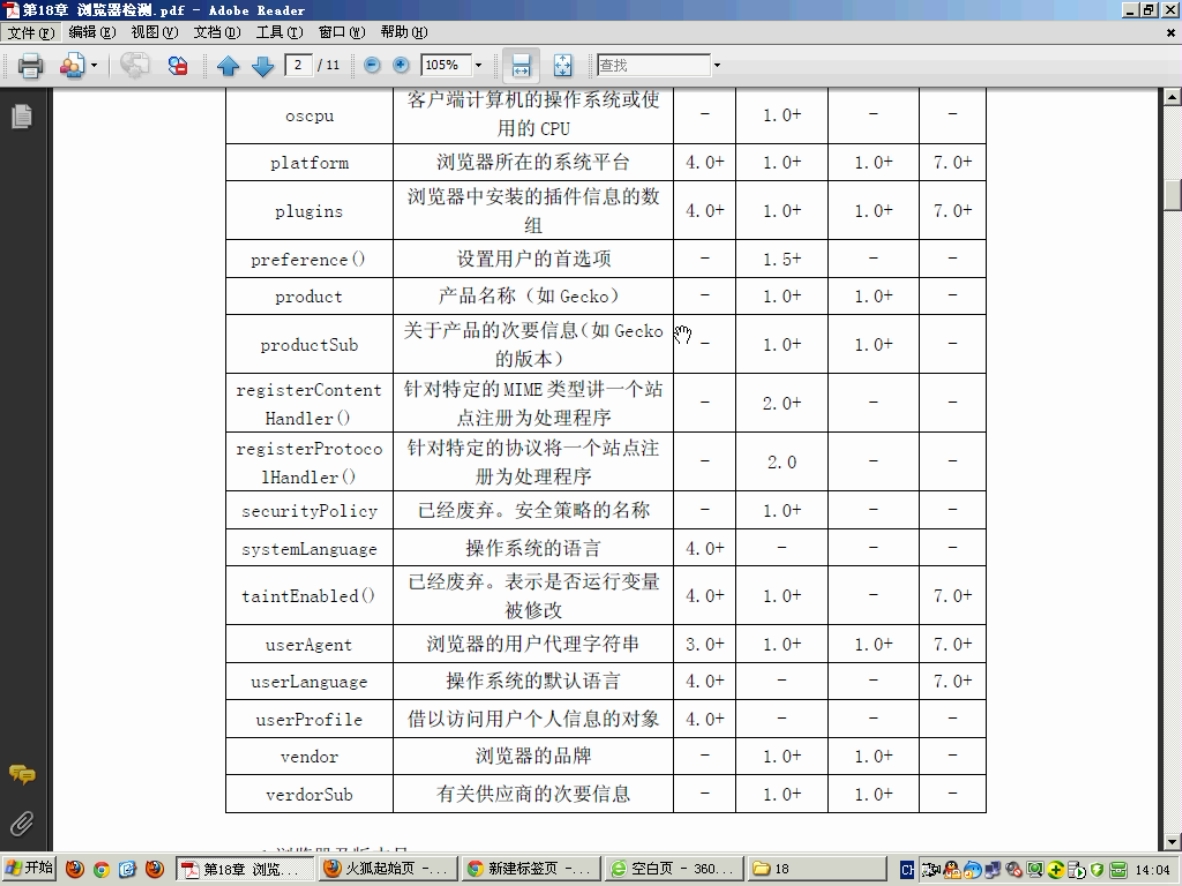 第18章 浏览器检测.pdf - Adobe Reader
文件(F) 编辑(E) 视图(V) 文档(D) 工具(T) 窗口(W) 帮助(H)
2 / 11 105% 查找
oscpu 客户端计算机的操作系统或使 - 1.0+ - -
用的 CPU
platform 浏览器所在的系统平台 4.0+ 1.0+ 1.0+ 7.0+
plugins 浏览器中安装的插件信息的数 4.0+ 1.0+ 1.0+ 7.0+
组
preference() 设置用户的首选项 - 1.5+ - -
product 产品名称（如 Gecko） - 1.0+ 1.0+ -
productSub 关于产品的次要信息（如 Gecko - 1.0+ 1.0+ -
的版本）
registerContent 针对特定的 MIME 类型讲一个站 - 2.0+ - -
Handler() 点注册为处理程序
registerProtoco 针对特定的协议将一个站点注 - 2.0 - -
lHandler() 册为处理程序
securityPolicy 已经废弃。安全策略的名称 - 1.0+ - -
systemLanguage 操作系统的语言 4.0+ - - -
taintEnabled() 已经废弃。表示是否运行变量 4.0+ 1.0+ - 7.0+
被修改
userAgent 浏览器的用户代理字符串 3.0+ 1.0+ 1.0+ 7.0+
userLanguage 操作系统的默认语言 4.0+ - - 7.0+
userProfile 借以访问用户个人信息的对象 4.0+ - - -
vendor 浏览器的品牌 - 1.0+ 1.0+ -
verdorSub 有关供应商的次要信息 - 1.0+ 1.0+ -
开始 第18章 浏览... 火狐起始页 -... 新建标签页 -... 空白页 - 360... 18 CH 14:04